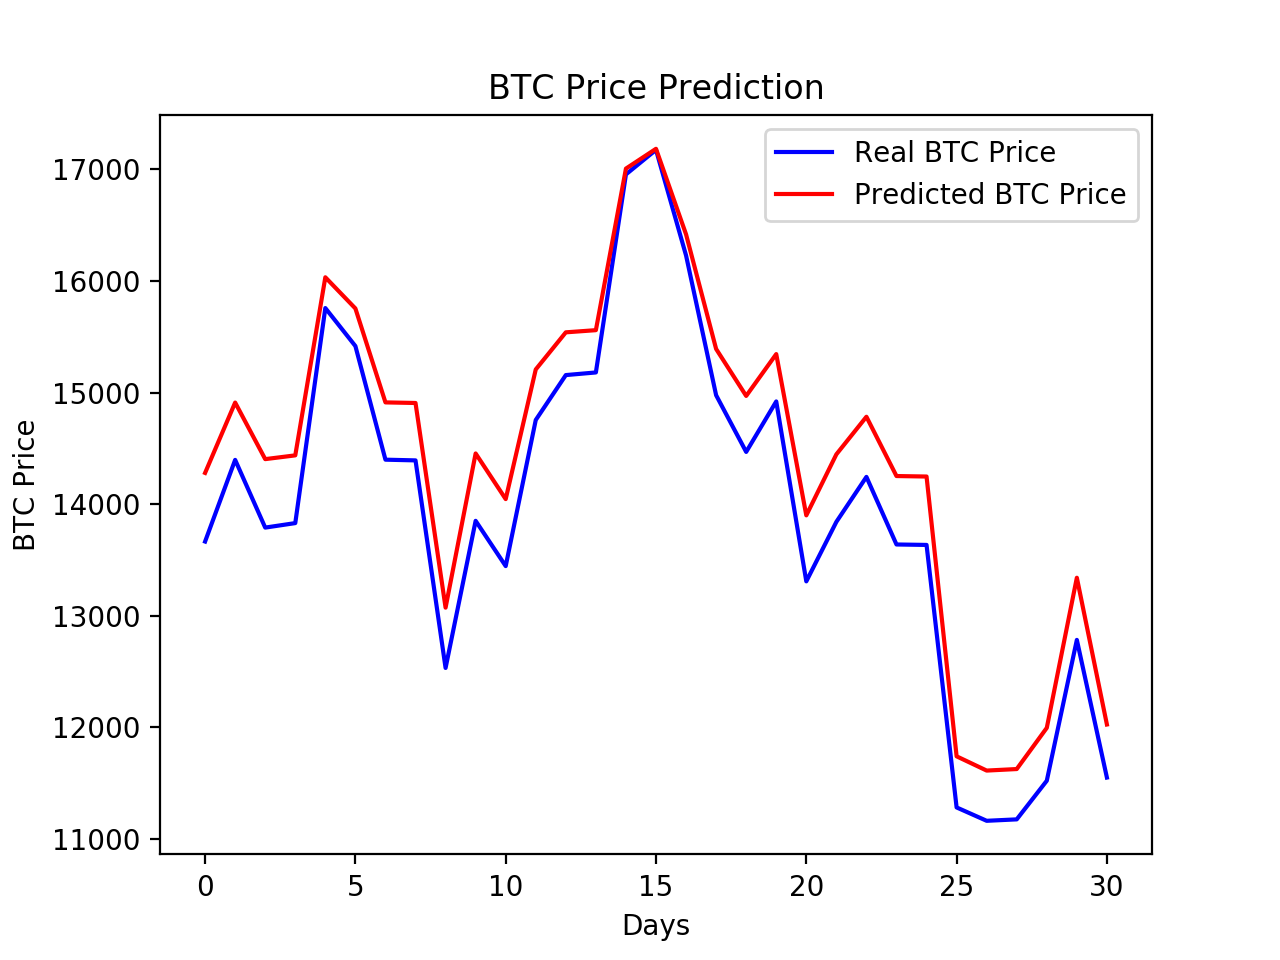 BTC Price Prediction
Real BTC Price
Predicted BTC Price
BTC Price
17000
16000
15000
14000
13000
12000
11000
0 5 10 15 20 25 30
Days